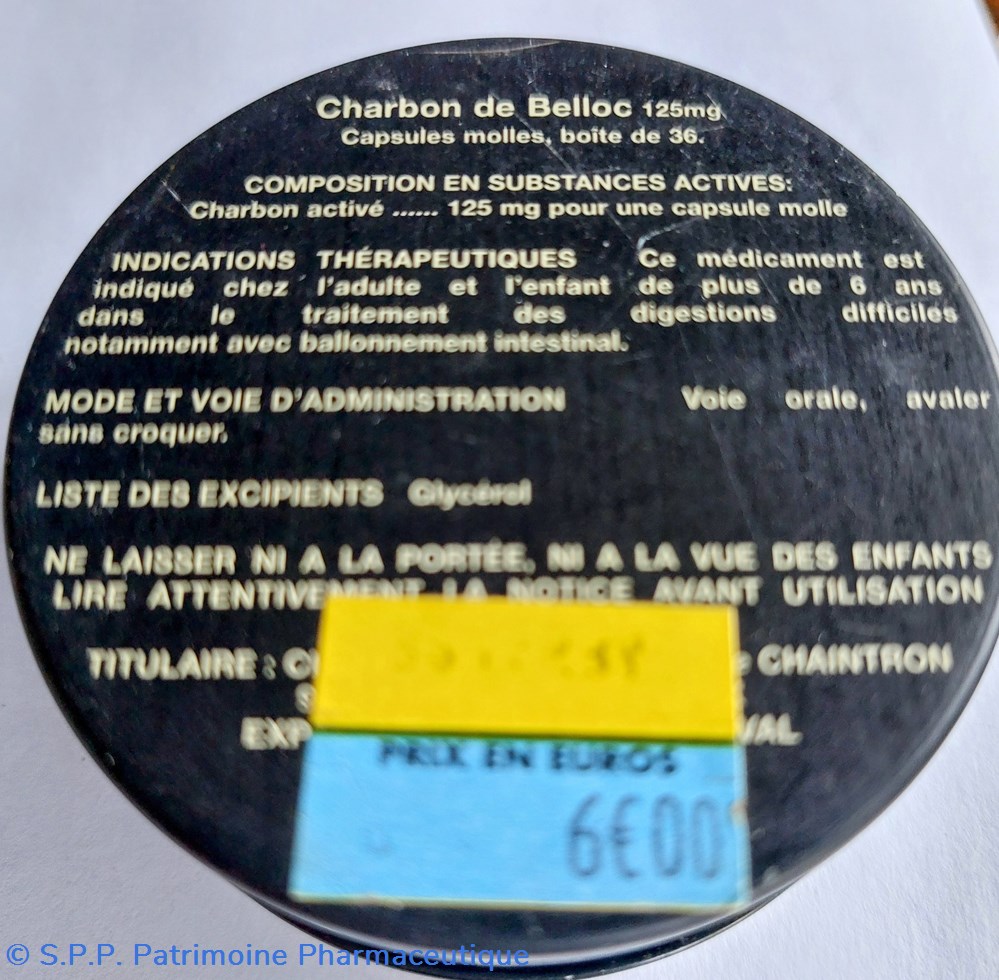 Charbon de Belloc 125mg
Capsules molles, boîte de 36.
COMPOSITION EN SUBSTANCES ACTIVES:
Charbon activé ...... 125 mg pour une capsule molle
INDICATIONS THÉRAPEUTIQUES Ce médicament est
indiqué chez l'adulte et l'enfant de plus de 6 ans
dans le traitement des digestions difficiles
notamment avec ballonnement intestinal.
MODE ET VOIE D'ADMINISTRATION Voie orale, avaler
sans croquer.
LISTE DES EXCIPIENTS Glycérol
NE LAISSER NI A LA PORTÉE, NI A LA VUE DES ENFANTS
LIRE ATTENTIVEMENT LA NOTICE AVANT UTILISATION
TITULAIRE : CHAINTRON
PRIX EN EUROS
6€00
© S.P.P. Patrimoine Pharmaceutique